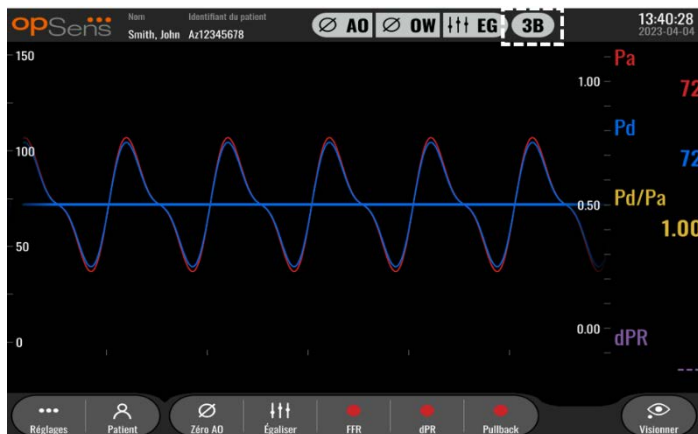 opSens
Nom Identifiant du patient
Smith, John Az12345678
AO OW EG 3B
13:40:28
2023-04-04
150
100
50
0
1.00
0.50
0.00
Pa
72
Pd
72
Pd/Pa
1.00
dPR
---
Réglages Patient Zéro AO Égaliser FFR dPR Pullback Visionner